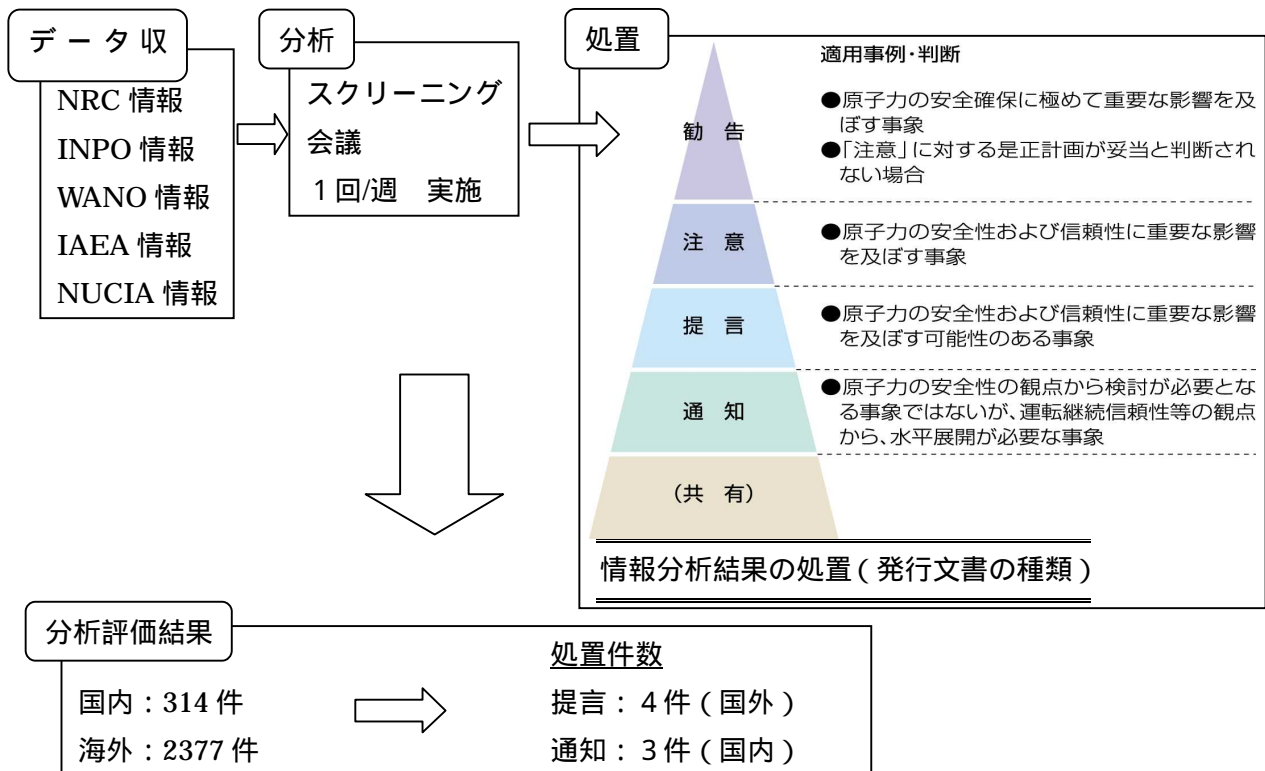 データ収
NRC 情報
INPO 情報
WANO 情報
IAEA 情報
NUCIA 情報
分析
スクリーニング
会議
１回/週　実施
処置
適用事例・判断
勧　告
●原子力の安全確保に極めて重要な影響を及
ぼす事象
●「注意」に対する是正計画が妥当と判断され
ない場合
注　意
●原子力の安全性および信頼性に重要な影響
を及ぼす事象
提　言
●原子力の安全性および信頼性に重要な影響
を及ぼす可能性のある事象
通　知
●原子力の安全性の観点から検討が必要とな
る事象ではないが、運転継続信頼性等の観点
から、水平展開が必要な事象
（共　有）
情報分析結果の処置（発行文書の種類）
分析評価結果
国内：314 件
海外：2377 件
処置件数
提言：４件（国外）
通知：３件（国内）